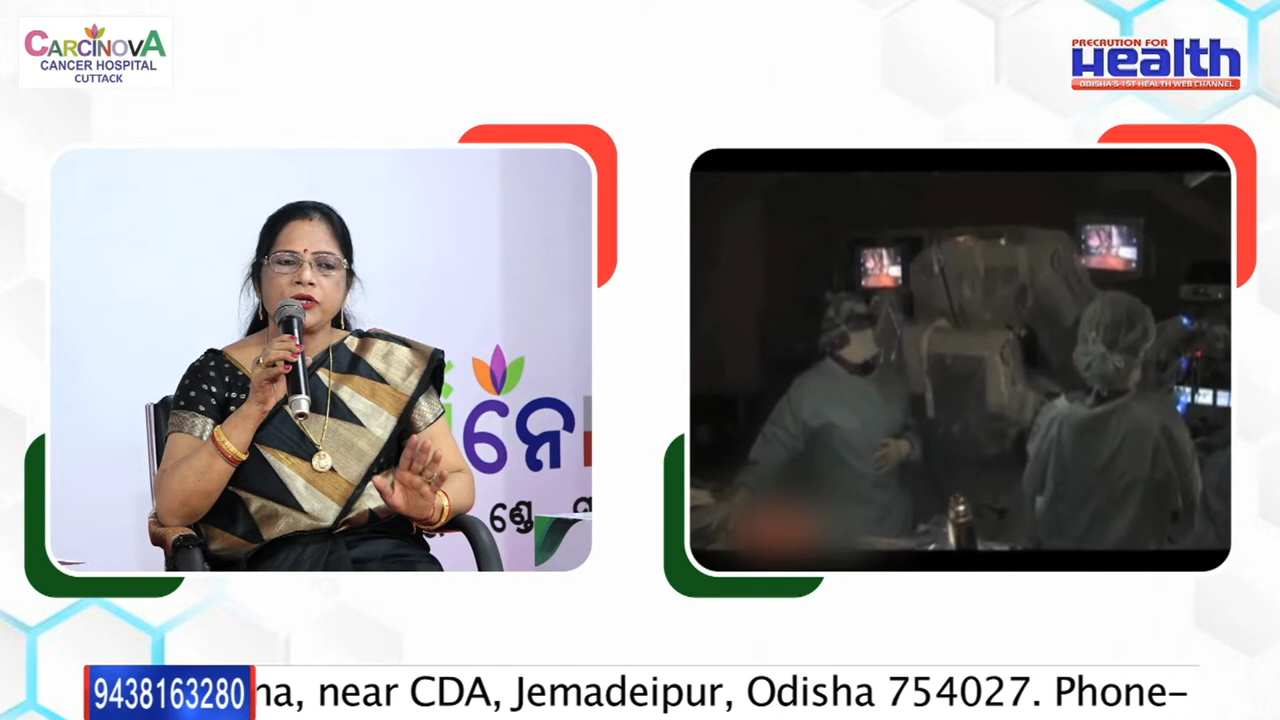 CARCINOVA
CANCER HOSPITAL
CUTTACK
PRECAUTION FOR
Health
ODISHA'S 1ST HEALTH WEB CHANNEL
ନେ
ଣ୍ଡେ
9438163280
na, near CDA, Jemadeipur, Odisha 754027. Phone-